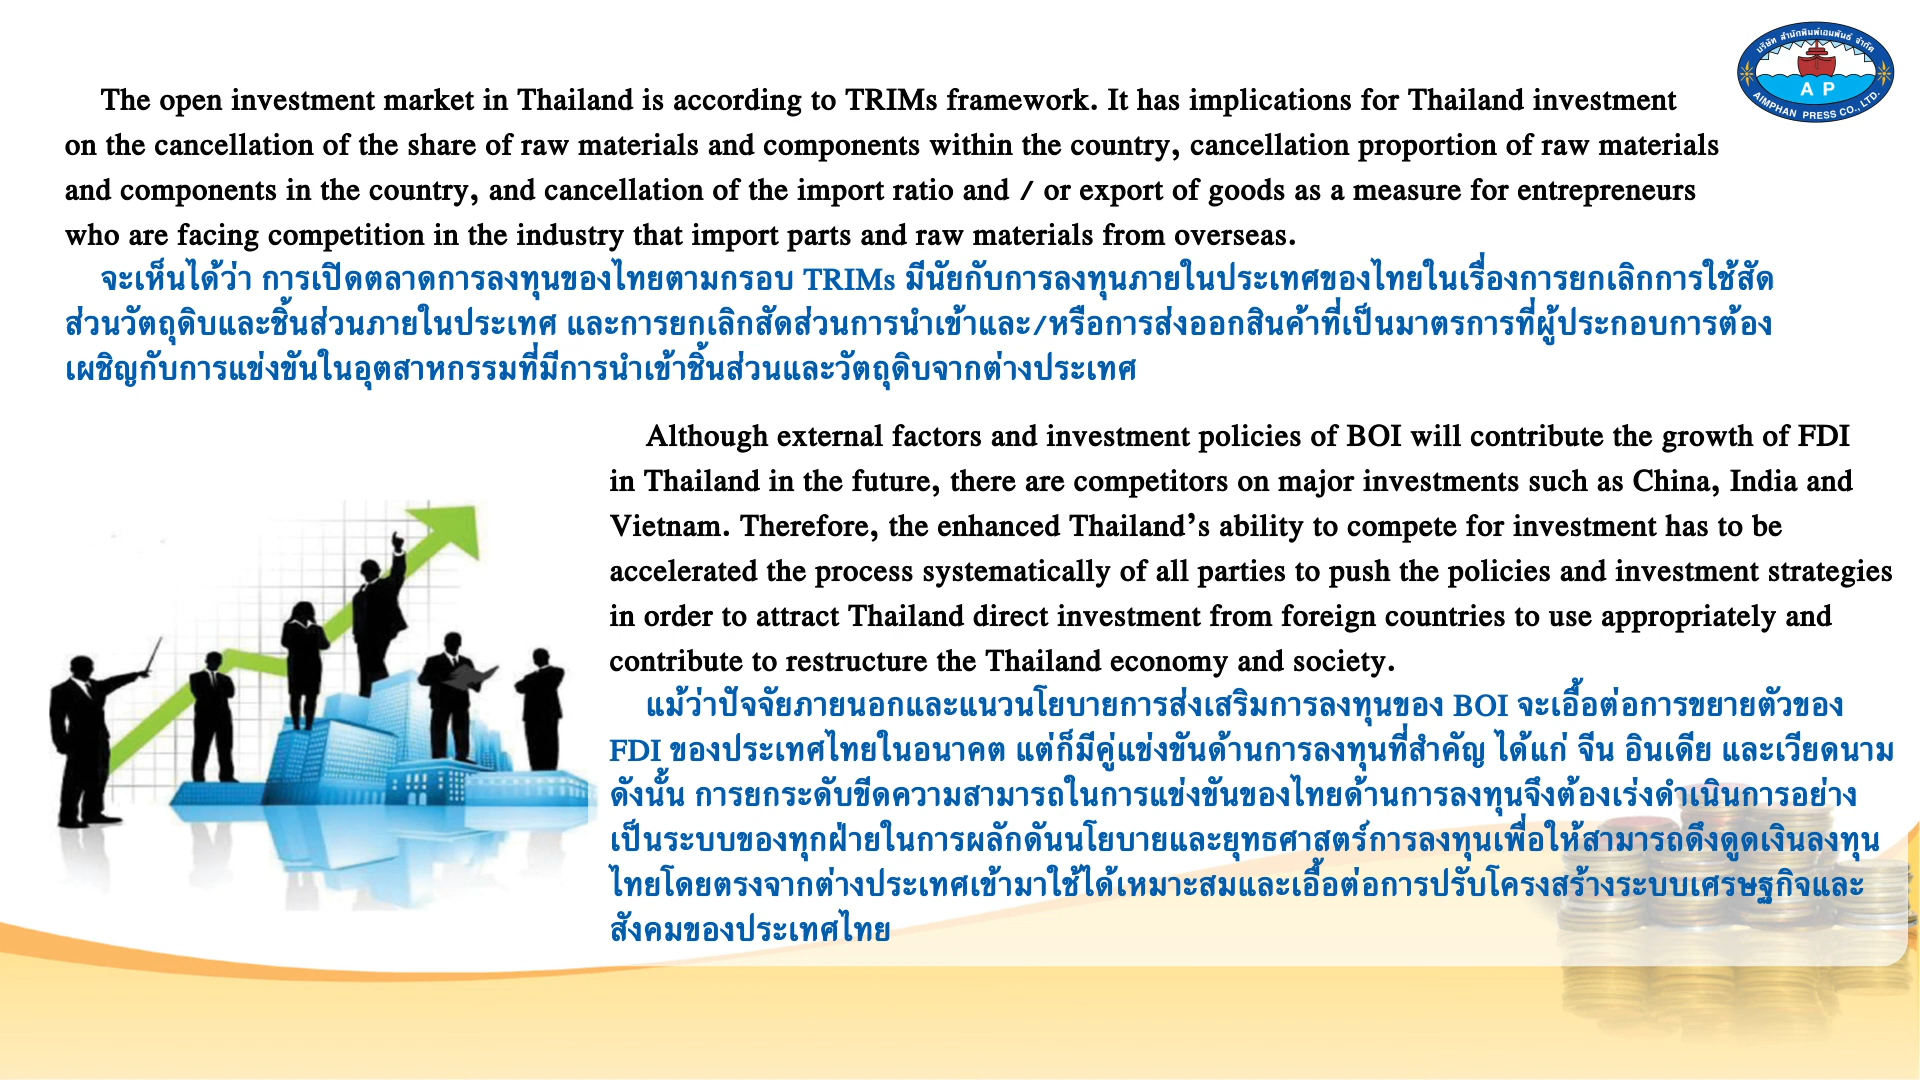 บริษัท สำนักพิมพ์เอมพันธ์ จำกัด
A P
AIMPHAN PRESS CO., LTD.
The open investment market in Thailand is according to TRIMs framework. It has implications for Thailand investment
on the cancellation of the share of raw materials and components within the country, cancellation proportion of raw materials
and components in the country, and cancellation of the import ratio and / or export of goods as a measure for entrepreneurs
who are facing competition in the industry that import parts and raw materials from overseas.
จะเห็นได้ว่า การเปิดตลาดการลงทุนของไทยตามกรอบ TRIMs มีนัยกับการลงทุนภายในประเทศของไทยในเรื่องการยกเลิกการใช้สัด
ส่วนวัตถุดิบและชิ้นส่วนภายในประเทศ และการยกเลิกสัดส่วนการนำเข้าและ/หรือการส่งออกสินค้าที่เป็นมาตรการที่ผู้ประกอบการต้อง
เผชิญกับการแข่งขันในอุตสาหกรรมที่มีการนำเข้าชิ้นส่วนและวัตถุดิบจากต่างประเทศ
Although external factors and investment policies of BOI will contribute the growth of FDI
in Thailand in the future, there are competitors on major investments such as China, India and
Vietnam. Therefore, the enhanced Thailand’s ability to compete for investment has to be
accelerated the process systematically of all parties to push the policies and investment strategies
in order to attract Thailand direct investment from foreign countries to use appropriately and
contribute to restructure the Thailand economy and society.
แม้ว่าปัจจัยภายนอกและแนวนโยบายการส่งเสริมการลงทุนของ BOI จะเอื้อต่อการขยายตัวของ
FDI ของประเทศไทยในอนาคต แต่ก็มีคู่แข่งขันด้านการลงทุนที่สำคัญ ได้แก่ จีน อินเดีย และเวียดนาม
ดังนั้น การยกระดับขีดความสามารถในการแข่งขันของไทยด้านการลงทุนจึงต้องเร่งดำเนินการอย่าง
เป็นระบบของทุกฝ่ายในการผลักดันนโยบายและยุทธศาสตร์การลงทุนเพื่อให้สามารถดึงดูดเงินลงทุน
ไทยโดยตรงจากต่างประเทศเข้ามาใช้ได้เหมาะสมและเอื้อต่อการปรับโครงสร้างระบบเศรษฐกิจและ
สังคมของประเทศไทย